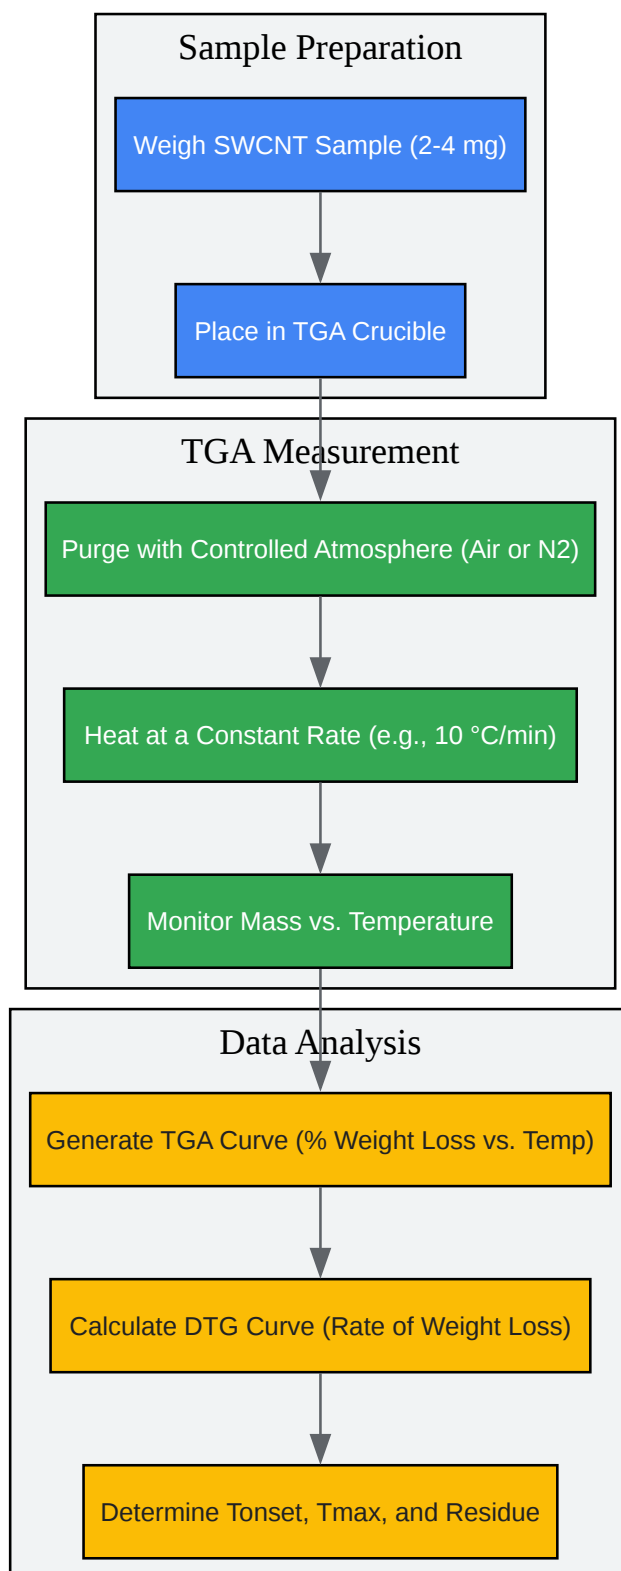 Sample Preparation
Weigh SWCNT Sample (2-4 mg)
Place in TGA Crucible
TGA Measurement
Purge with Controlled Atmosphere (Air or N2)
Heat at a Constant Rate (e.g., 10 °C/min)
Monitor Mass vs. Temperature
Data Analysis
Generate TGA Curve (% Weight Loss vs. Temp)
Calculate DTG Curve (Rate of Weight Loss)
Determine Tonset, Tmax, and Residue